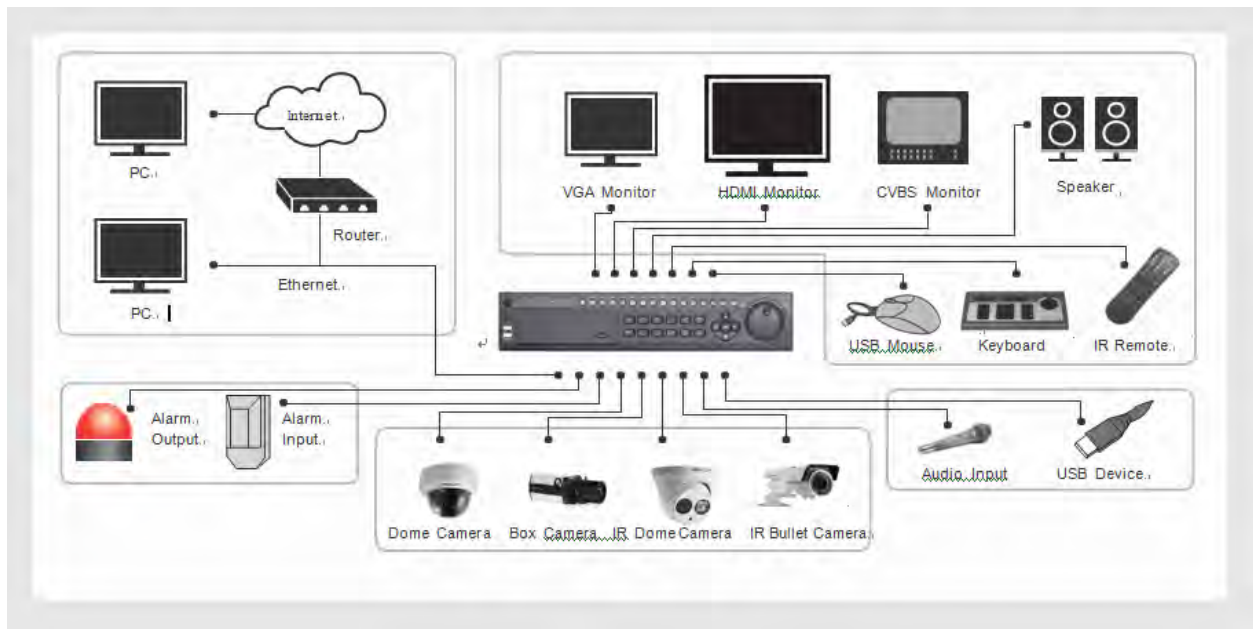 Internet.
PC.
Router.
Ethernet.
PC.
VGA Monitor
HDMI Monitor
CVBS Monitor
Speaker
USB Mouse.
Keyboard
IR Remote.
Alarm.
Output.
Alarm.
Input.
Dome Camera
Box Camera
IR Dome Camera
IR Bullet Camera
Audio Input
USB Device.